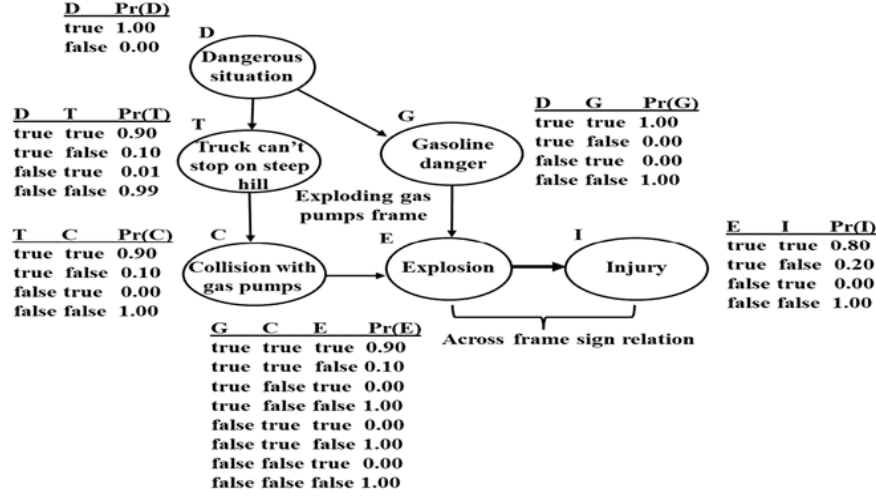 D Pr(D)
true 1.00
false 0.00
D
Dangerous
situation
D T Pr(T)
true true 0.90
true false 0.10
false true 0.01
false false 0.99
T
Truck can't
stop on steep
hill
G
Gasoline
danger
D G Pr(G)
true true 1.00
true false 0.00
false true 0.00
false false 1.00
Exploding gas
pumps frame
T C Pr(C)
true true 0.90
true false 0.10
false true 0.00
false false 1.00
C
Collision with
gas pumps
E
Explosion
I
Injury
E I Pr(I)
true true 0.80
true false 0.20
false true 0.00
false false 1.00
Across frame sign relation
G C E Pr(E)
true true true 0.90
true true false 0.10
true false true 0.00
true false false 1.00
false true true 0.00
false true false 1.00
false false true 0.00
false false false 1.00